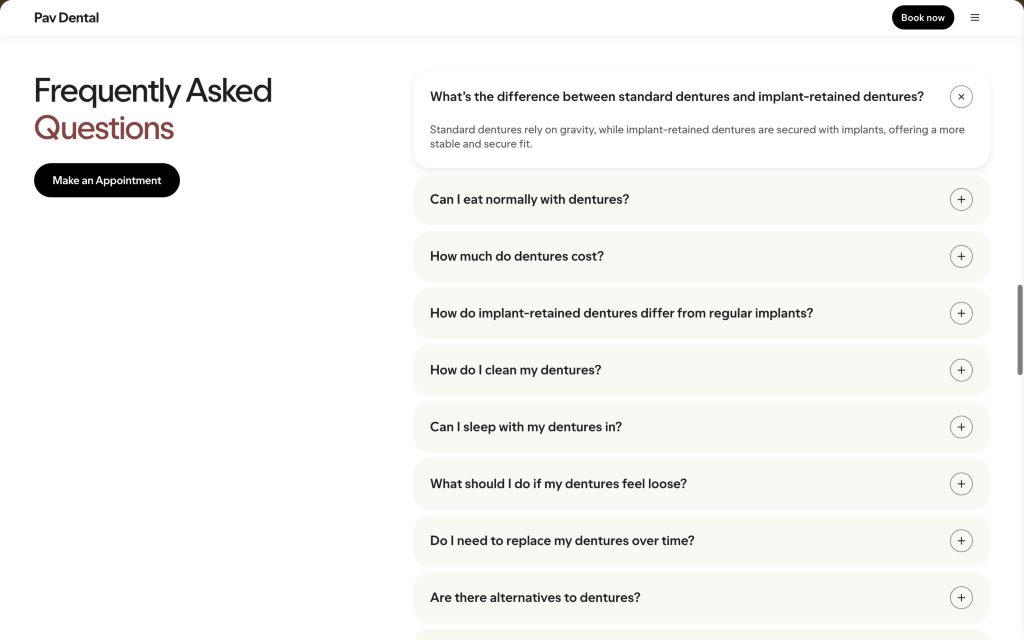 Pav Dental
Book now
Frequently Asked
Questions
Make an Appointment
What's the difference between standard dentures and implant-retained dentures?
Standard dentures rely on gravity, while implant-retained dentures are secured with implants, offering a more
stable and secure fit.
Can I eat normally with dentures?
How much do dentures cost?
How do implant-retained dentures differ from regular implants?
How do I clean my dentures?
Can I sleep with my dentures in?
What should I do if my dentures feel loose?
Do I need to replace my dentures over time?
Are there alternatives to dentures?